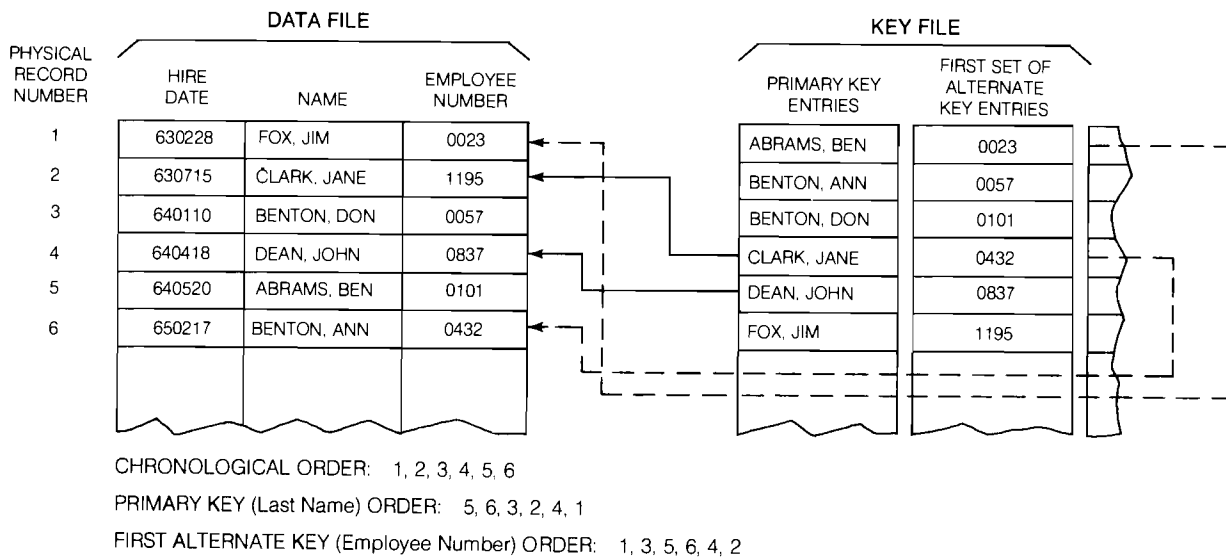 DATA FILE
KEY FILE
PHYSICAL
RECORD
NUMBER
HIRE
DATE
NAME
EMPLOYEE
NUMBER
PRIMARY KEY
ENTRIES
FIRST SET OF
ALTERNATE
KEY ENTRIES
1 630228 FOX, JIM 0023
2 630715 CLARK, JANE 1195
3 640110 BENTON, DON 0057
4 640418 DEAN, JOHN 0837
5 640520 ABRAMS, BEN 0101
6 650217 BENTON, ANN 0432
ABRAMS, BEN 0023
BENTON, ANN 0057
BENTON, DON 0101
CLARK, JANE 0432
DEAN, JOHN 0837
FOX, JIM 1195
CHRONOLOGICAL ORDER: 1, 2, 3, 4, 5, 6
PRIMARY KEY (Last Name) ORDER: 5, 6, 3, 2, 4, 1
FIRST ALTERNATE KEY (Employee Number) ORDER: 1, 3, 5, 6, 4, 2